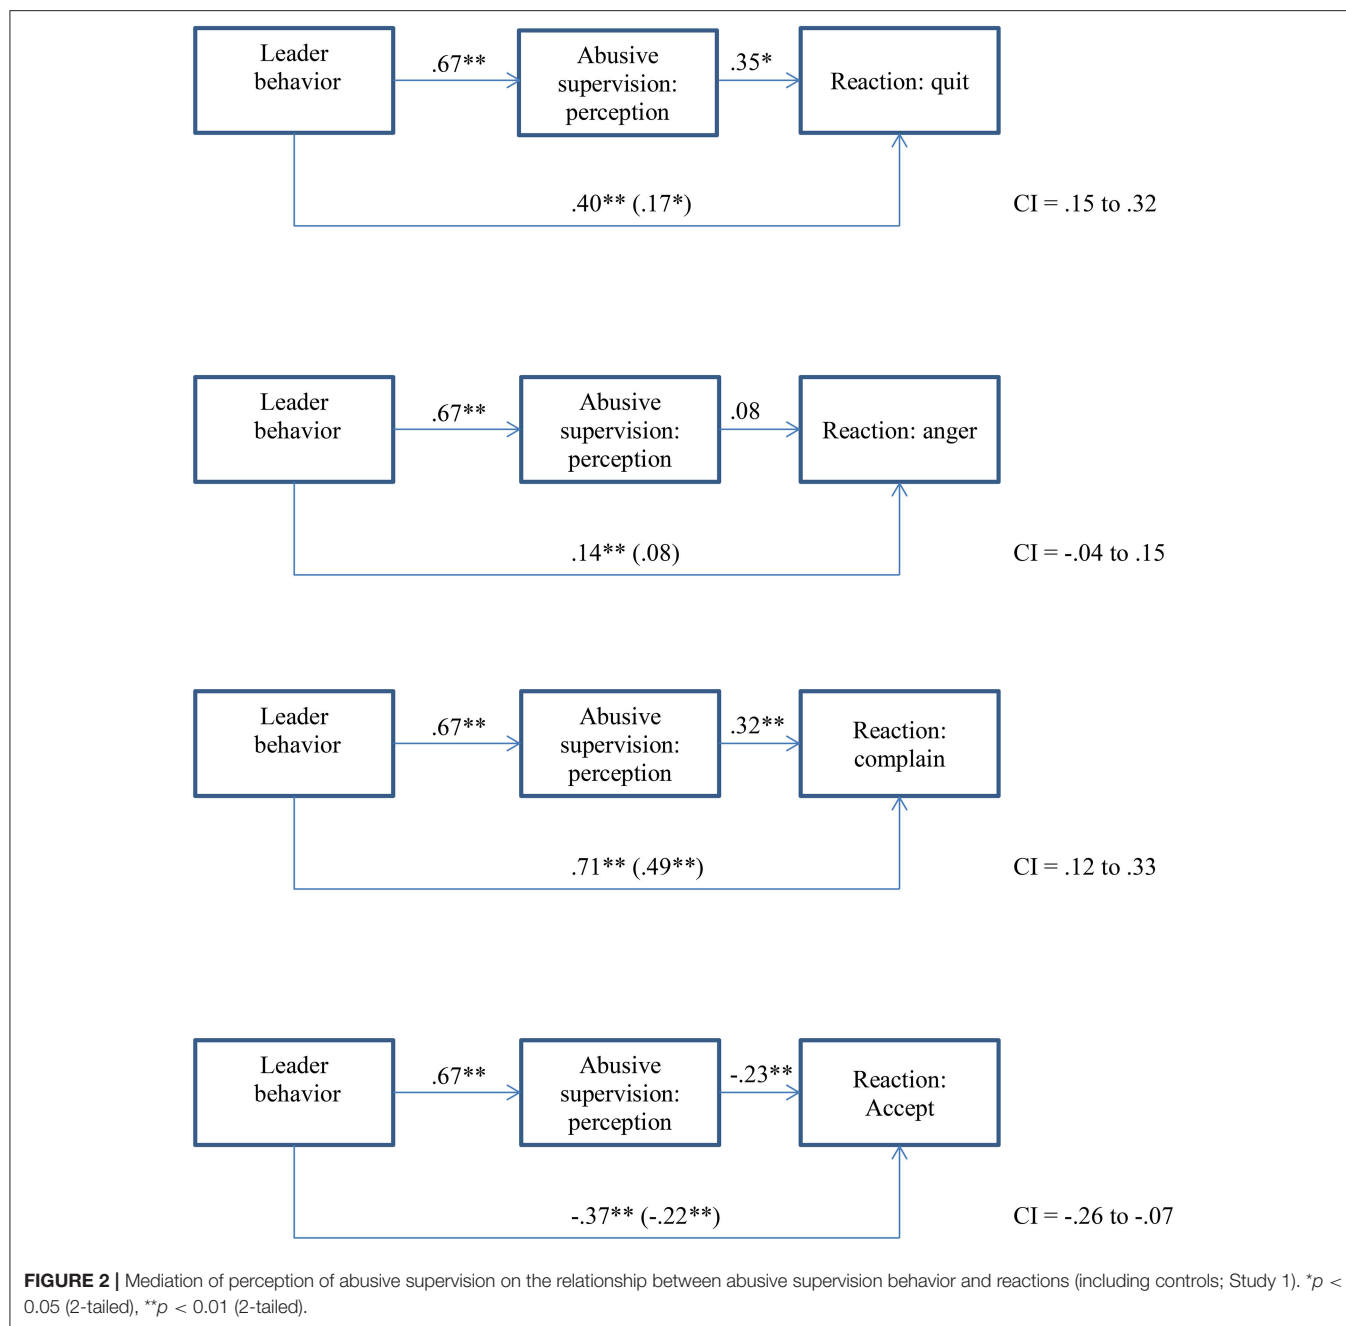 Leader
behavior
.67**
Abusive
supervision:
perception
.35*
Reaction: quit
.40** (.17*)
CI = .15 to .32
Leader
behavior
.67**
Abusive
supervision:
perception
.08
Reaction: anger
.14** (.08)
CI = -.04 to .15
Leader
behavior
.67**
Abusive
supervision:
perception
.32**
Reaction:
complain
.71** (.49**)
CI = .12 to .33
Leader
behavior
.67**
Abusive
supervision:
perception
-.23**
Reaction:
Accept
-.37** (-.22**)
CI = -.26 to -.07
FIGURE 2 | Mediation of perception of abusive supervision on the relationship between abusive supervision behavior and reactions (including controls; Study 1). *p <
0.05 (2-tailed), **p < 0.01 (2-tailed).